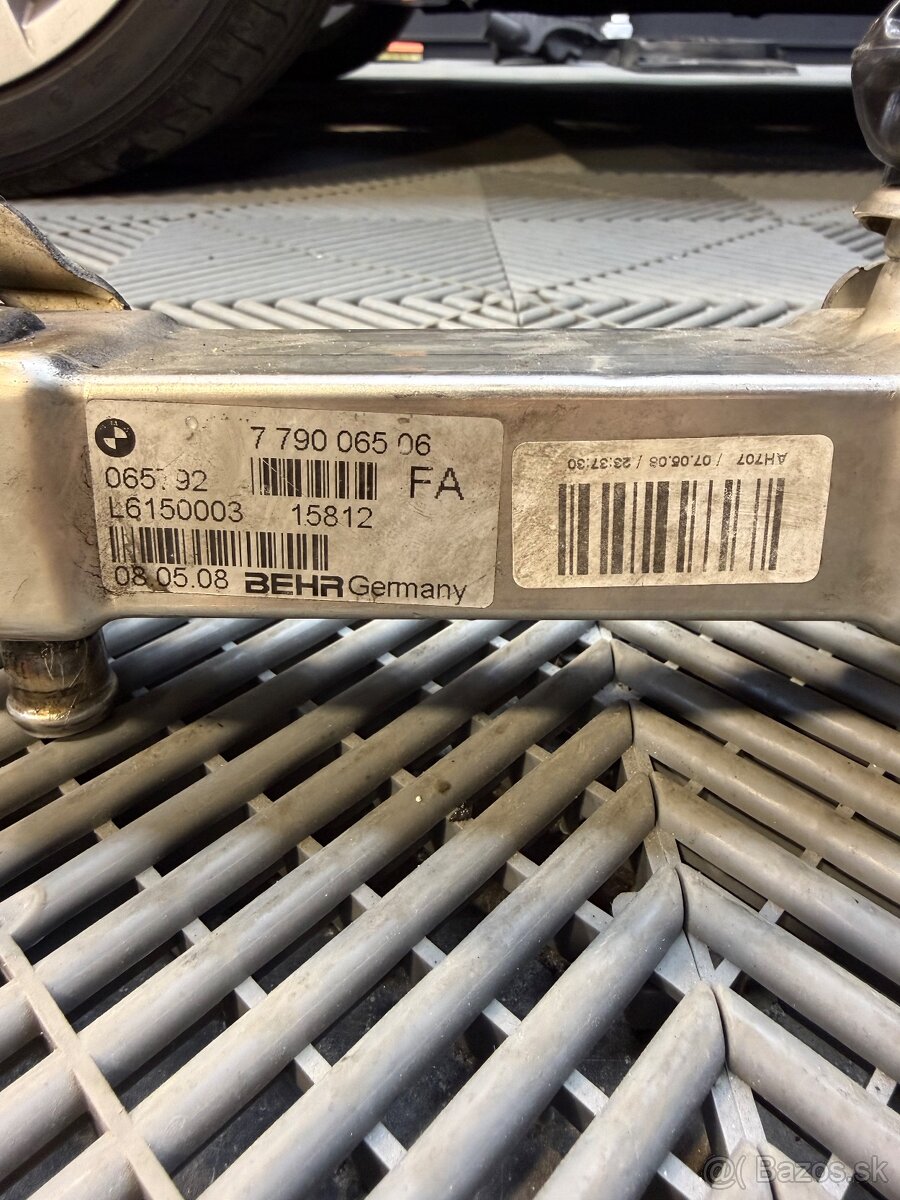 7 790 065 06
065792
FA
L6150003 15812
08.05.08 BEHR Germany
AH707 / 07.05.08 / 23:37:30
@( Bazos.sk